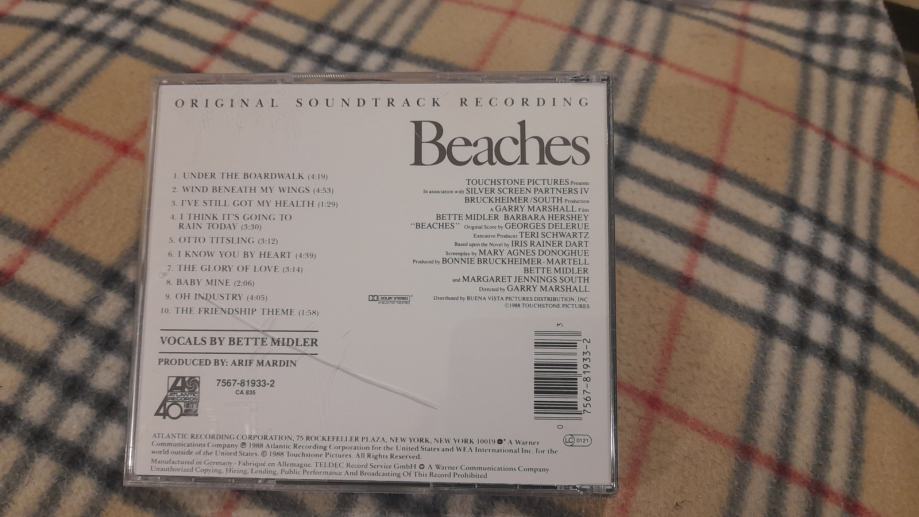 ORIGINAL SOUNDTRACK RECORDING
Beaches
1. UNDER THE BOARDWALK (4:19)
2. WIND BENEATH MY WINGS (4:53)
3. I'VE STILL GOT MY HEALTH (1:29)
4. I THINK IT'S GOING TO
RAIN TODAY (3:30)
5. OTTO TITSLING (3:12)
6. I KNOW YOU BY HEART (4:39)
7. THE GLORY OF LOVE (3:14)
8. BABY MINE (2:06)
9. OH INDUSTRY (4:05)
10. THE FRIENDSHIP THEME (1:58)
TOUCHSTONE PICTURES Presents
In association with SILVER SCREEN PARTNERS IV
BRUCKHEIMER/SOUTH Production
A GARRY MARSHALL Film
BETTE MIDLER BARBARA HERSHEY
"BEACHES" Original Score by GEORGES DELERUE
Executive Producer TERI SCHWARTZ
Based upon the Novel by IRIS RAINER DART
Screenplay by MARY AGNES DONOGHUE
Produced by BONNIE BRUCKHEIMER-MARTELL
BETTE MIDLER
and MARGARET JENNINGS SOUTH
Directed by GARRY MARSHALL
Distributed by BUENA VISTA PICTURES DISTRIBUTION, INC
©1988 TOUCHSTONE PICTURES
DOLBY STEREO
VOCALS BY BETTE MIDLER
PRODUCED BY: ARIF MARDIN
ATLANTIC RECORDS
40
7567-81933-2
CA 835
3
7567-81933-2
0
LC 0121
ATLANTIC RECORDING CORPORATION, 75 ROCKEFELLER PLAZA, NEW YORK, NEW YORK 10019 A Warner
Communications Company ℗ 1988 Atlantic Recording Corporation for the United States and WEA International Inc. for the
world outside of the United States. © 1988 Touchstone Pictures. All Rights Reserved.
Manufactured in Germany · Fabriqué en Allemagne. TELDEC Record Service GmbH A Warner Communications Company
Unauthorized Copying, Hiring, Lending, Public Performance And Broadcasting Of This Record Prohibited